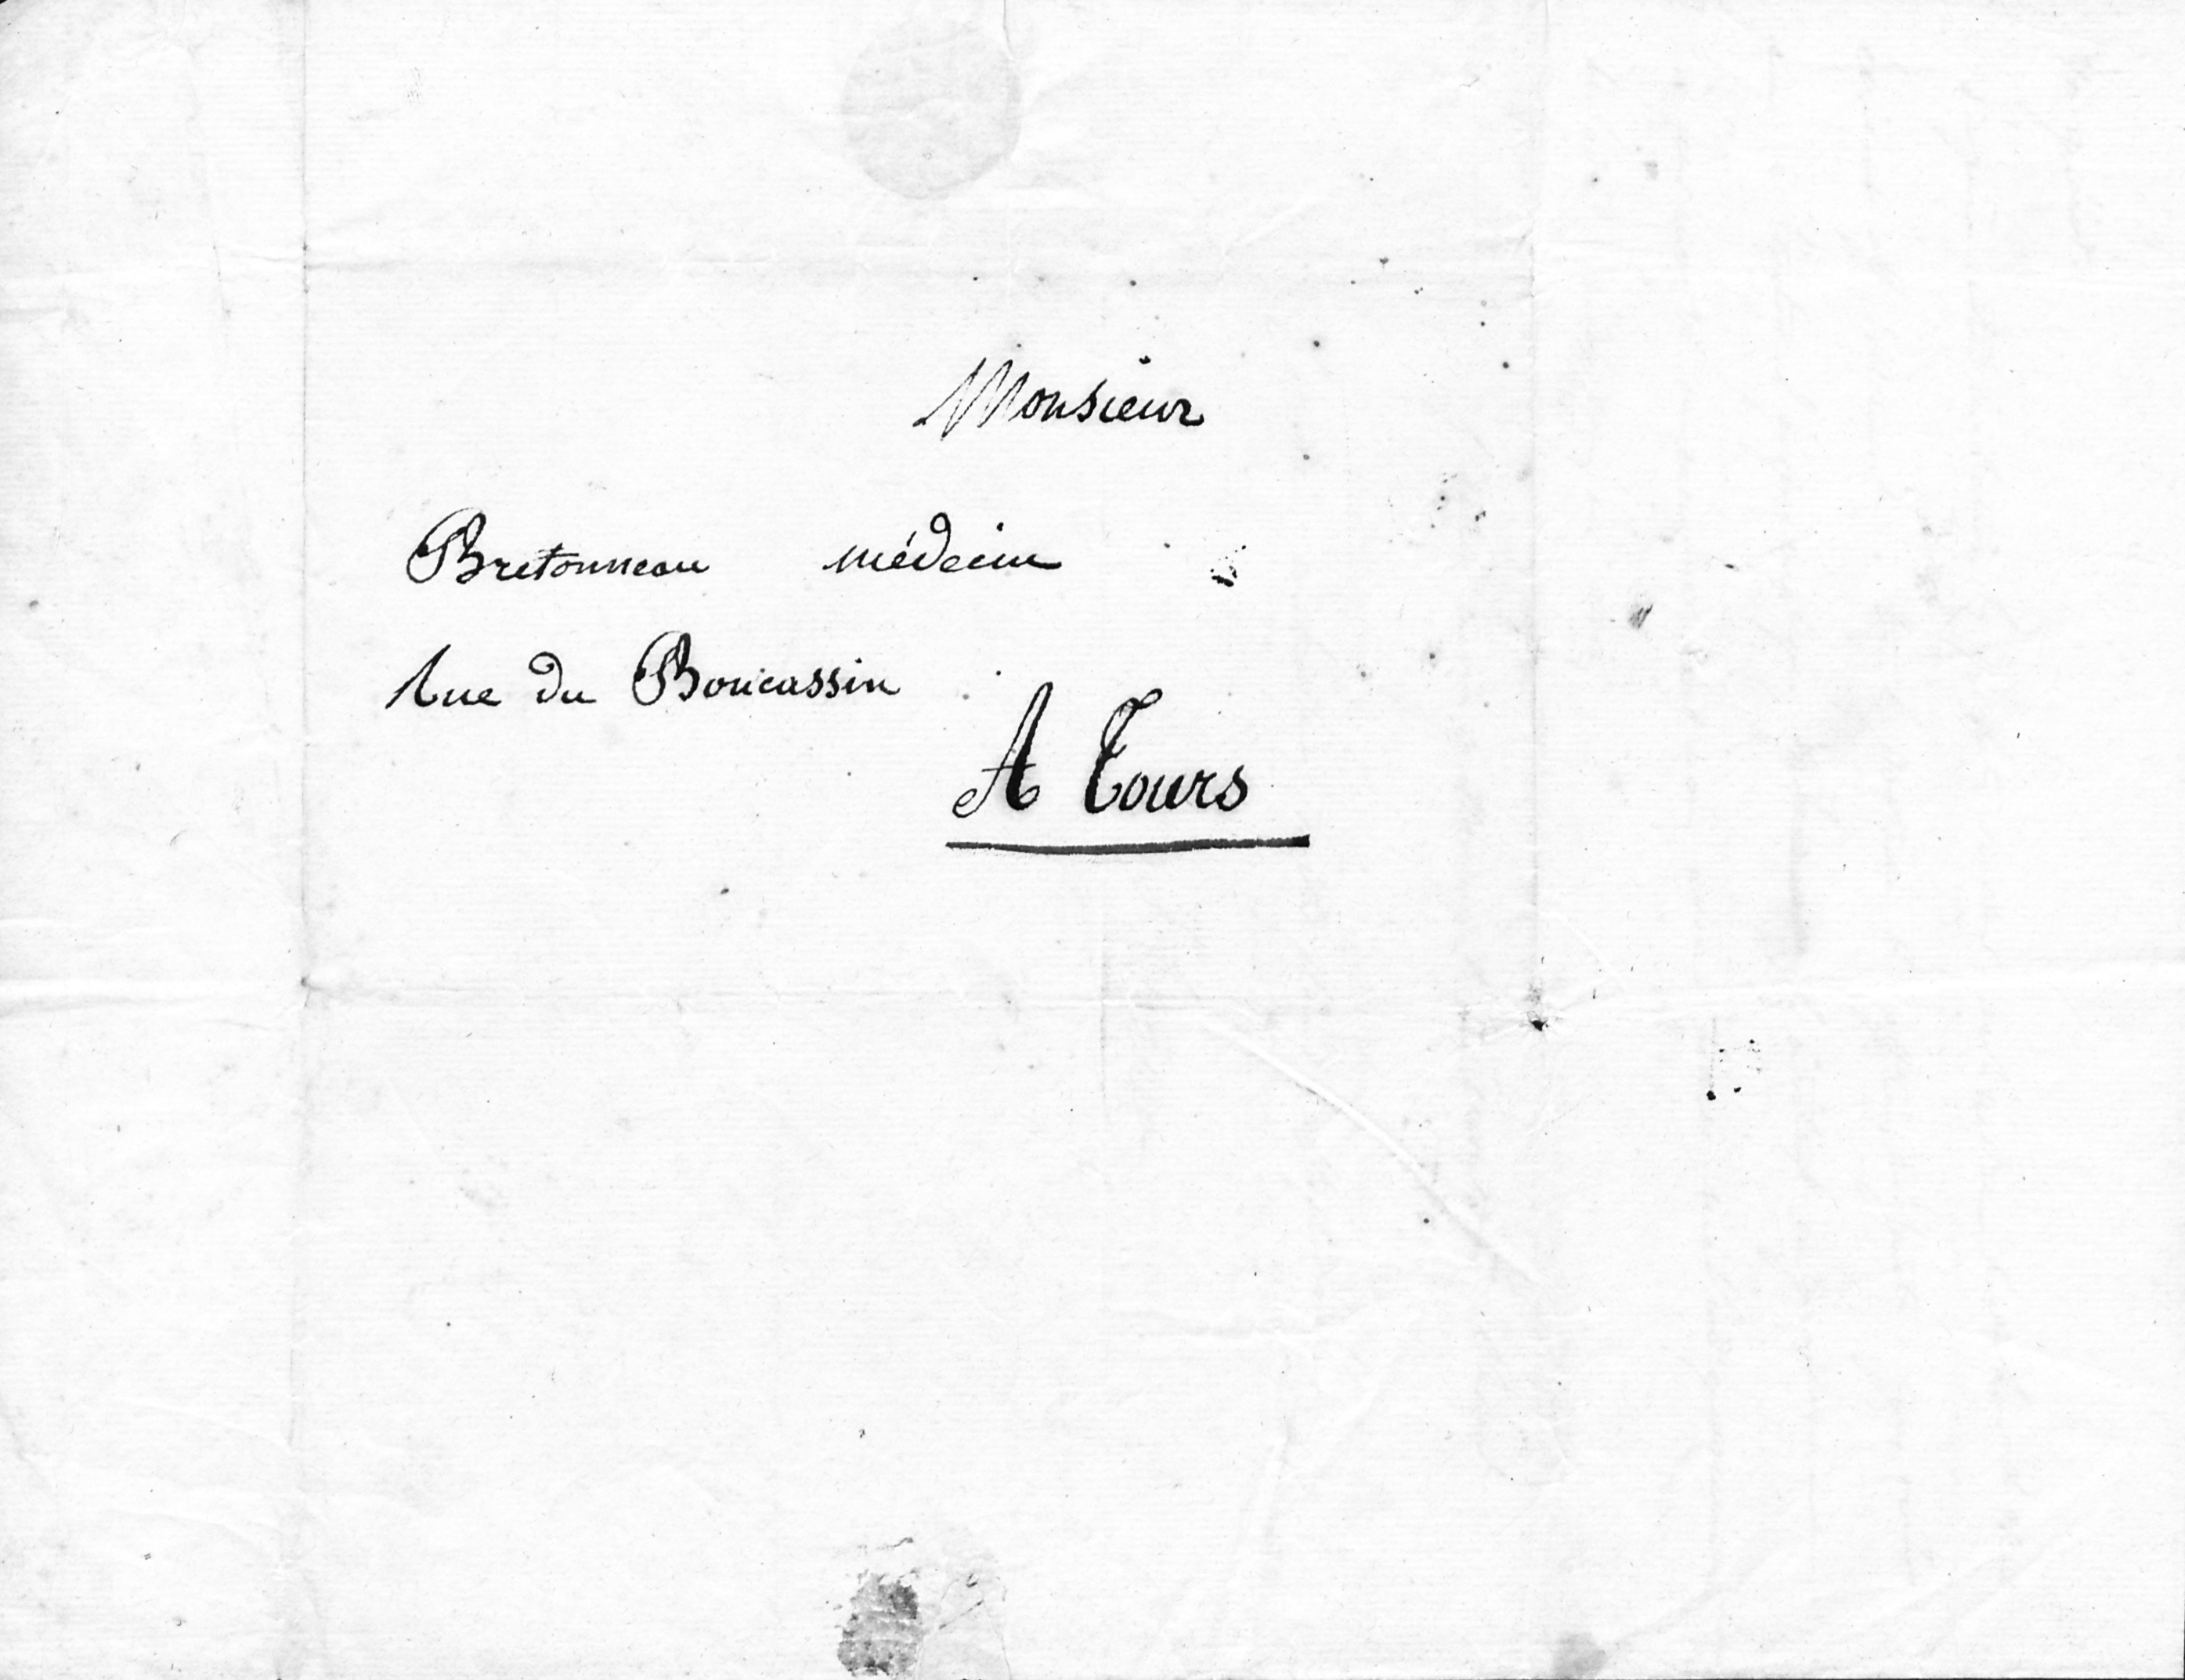 Monsieur
Bretonneau médecin
Rue du Boucassin
A Tours